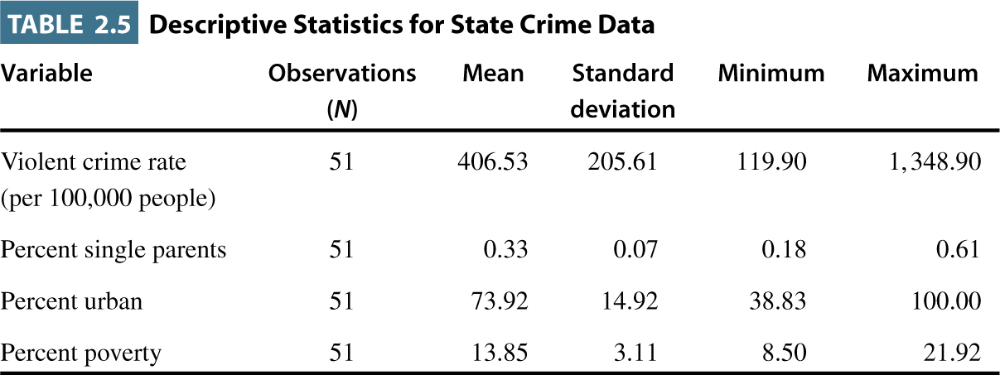 TABLE 2.5 Descriptive Statistics for State Crime Data
Variable Observations (N) Mean Standard deviation Minimum Maximum
Violent crime rate (per 100,000 people) 51 406.53 205.61 119.90 1,348.90
Percent single parents 51 0.33 0.07 0.18 0.61
Percent urban 51 73.92 14.92 38.83 100.00
Percent poverty 51 13.85 3.11 8.50 21.92